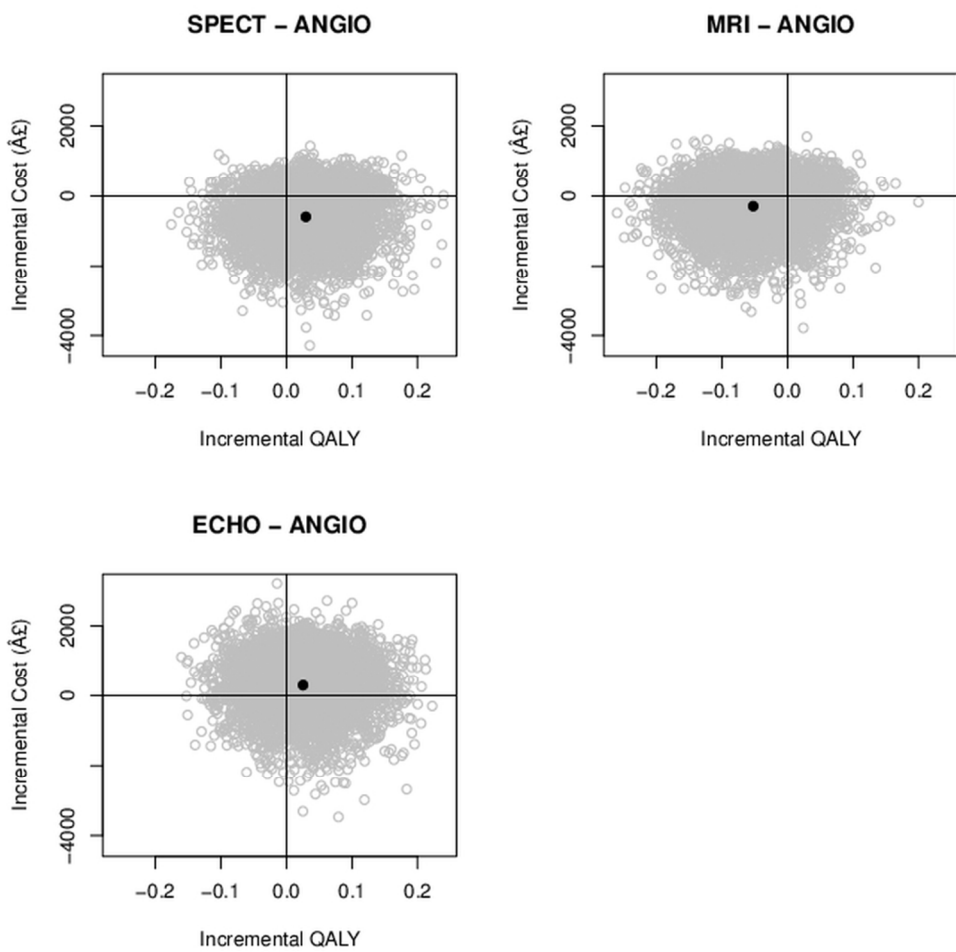 SPECT − ANGIO
Incremental Cost (Â£)
2000
0
−4000
−0.2 −0.1 0.0 0.1 0.2
Incremental QALY
MRI − ANGIO
Incremental Cost (Â£)
2000
0
−4000
−0.2 −0.1 0.0 0.1 0.2
Incremental QALY
ECHO − ANGIO
Incremental Cost (Â£)
2000
0
−4000
−0.2 −0.1 0.0 0.1 0.2
Incremental QALY